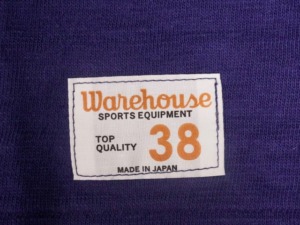 Warehouse
SPORTS EQUIPMENT
TOP
QUALITY 38
MADE IN JAPAN